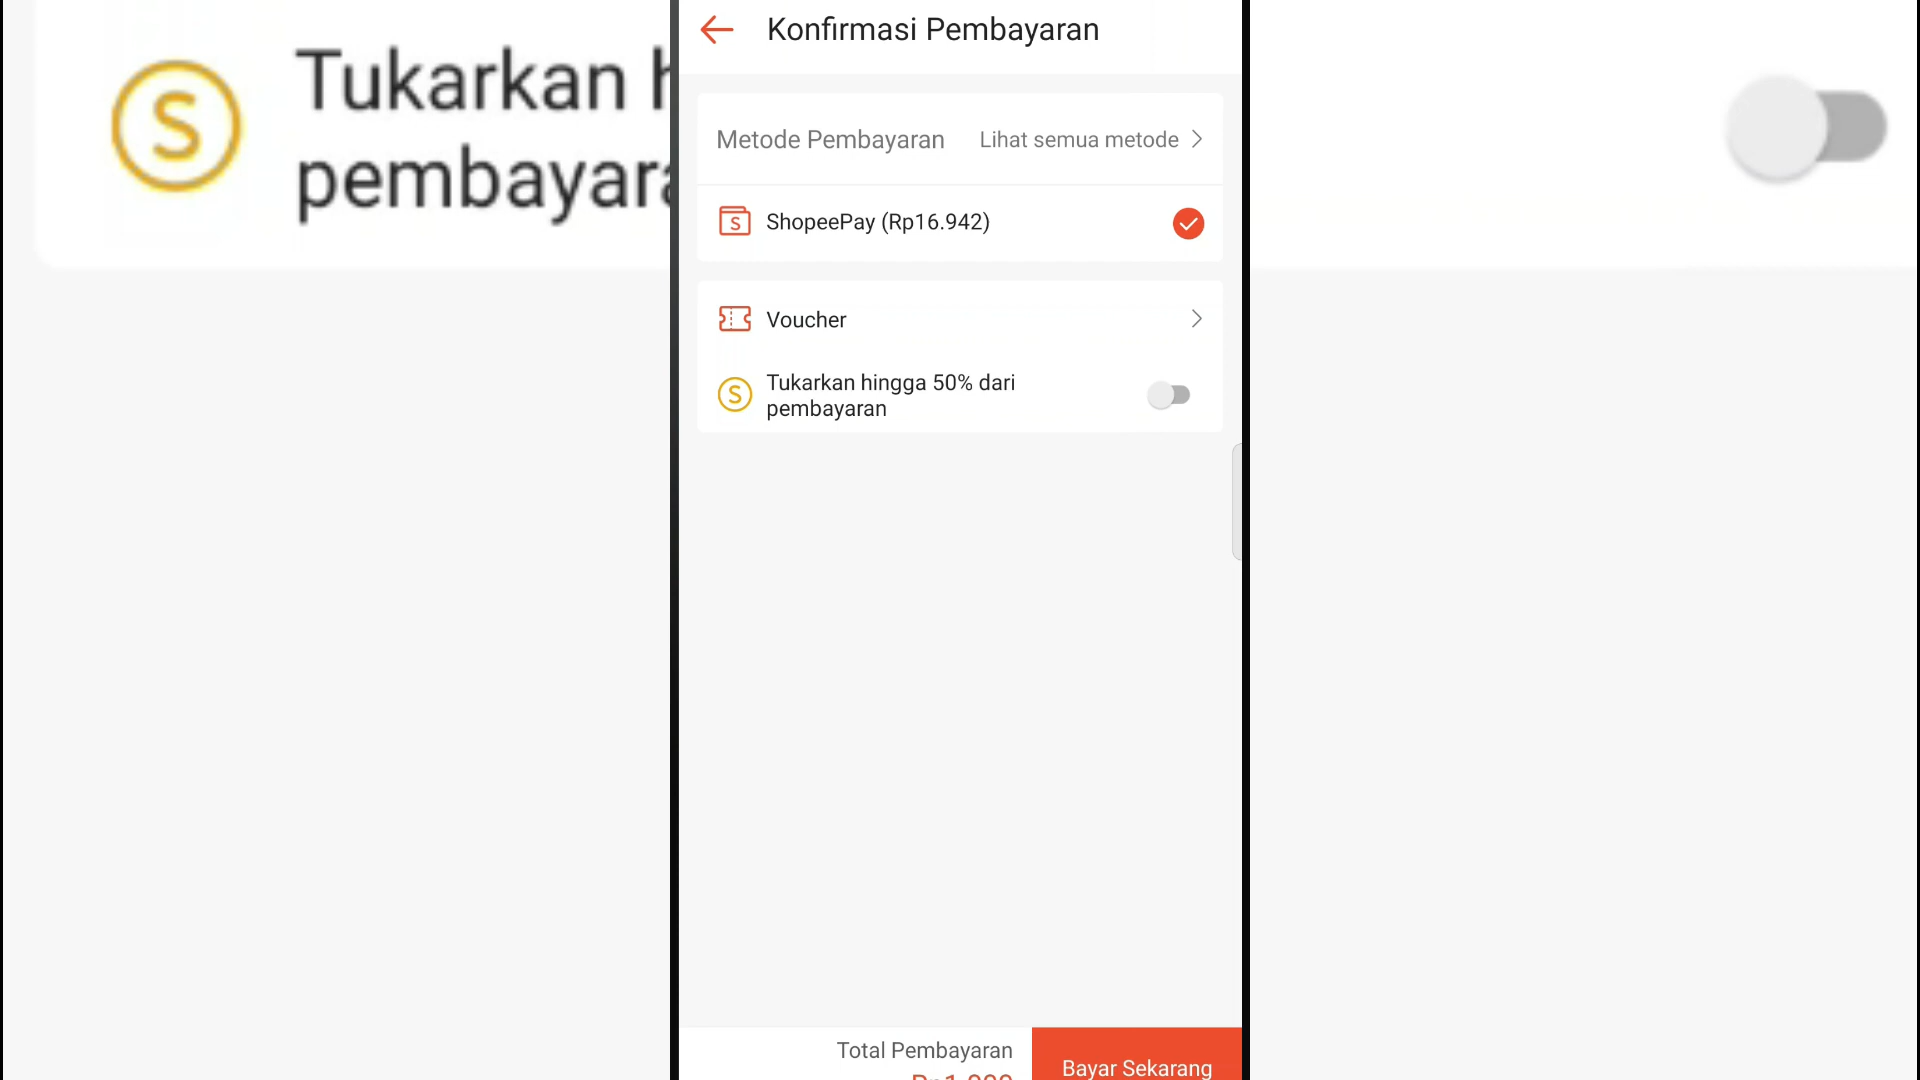 Konfirmasi Pembayaran
Metode Pembayaran Lihat semua metode
ShopeePay (Rp16.942)
Voucher
Tukarkan hingga 50% dari
pembayaran
Total Pembayaran
Bayar Sekarang
Tukarkan